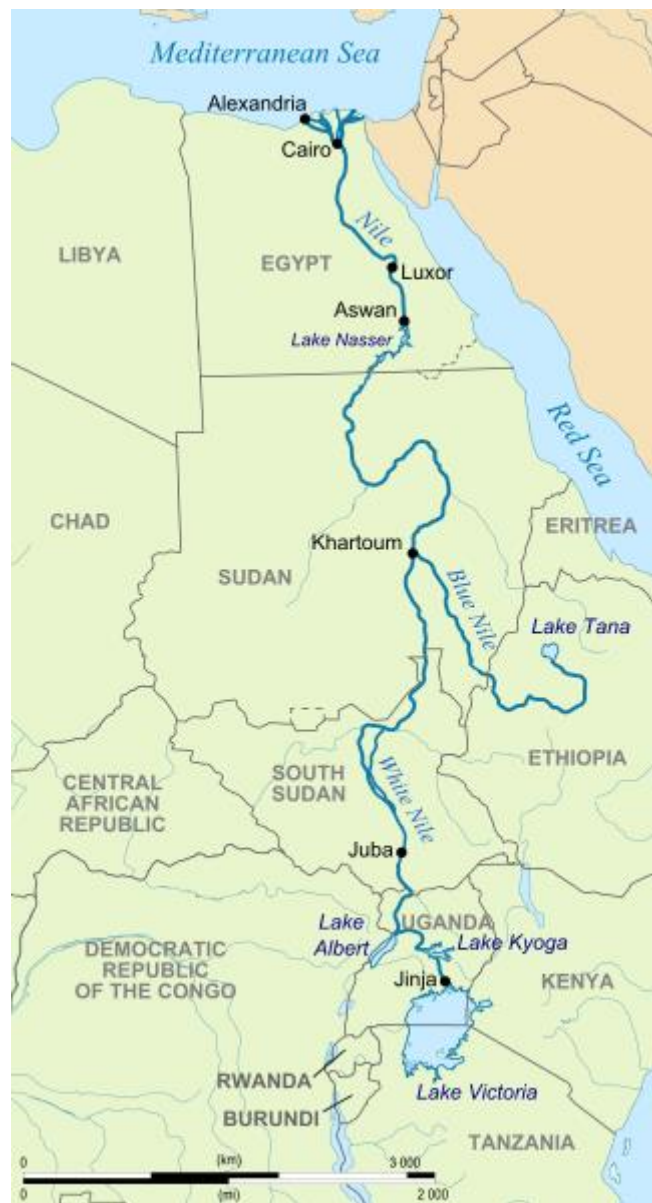 Mediterranean Sea
Alexandria
Cairo
Nile
LIBYA
EGYPT
Luxor
Aswan
Lake Nasser
Red Sea
CHAD
ERITREA
Khartoum
SUDAN
Blue Nile
Lake Tana
ETHIOPIA
CENTRAL
AFRICAN
REPUBLIC
SOUTH
SUDAN
White Nile
Juba
Lake
Albert
UGANDA
Lake Kyoga
DEMOCRATIC
REPUBLIC
OF THE CONGO
Jinja
KENYA
RWANDA
Lake Victoria
BURUNDI
TANZANIA
0 (km) 3 000
0 (mi) 2 000